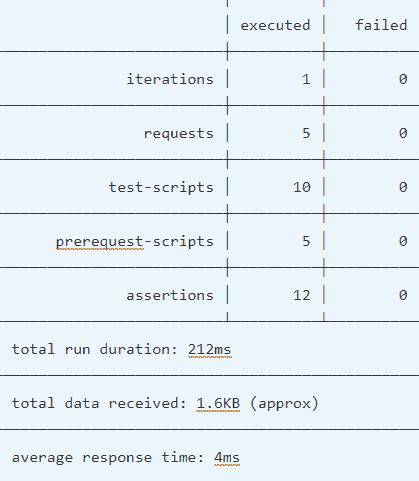 executed failed
iterations 1 0
requests 5 0
test-scripts 10 0
prerequest-scripts 5 0
assertions 12 0
total run duration: 212ms
total data received: 1.6KB (approx)
average response time: 4ms